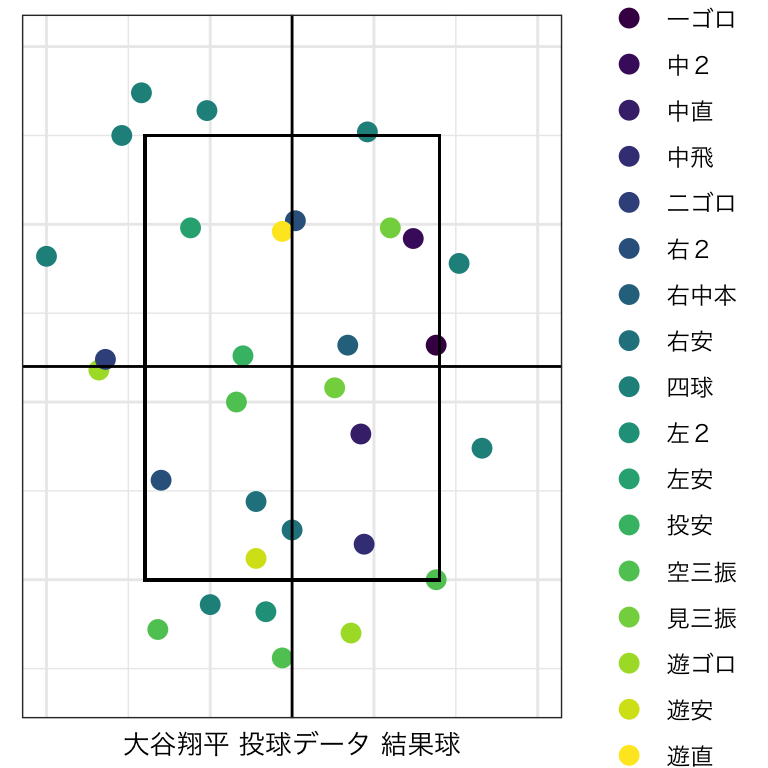 一ゴロ
中２
中直
中飛
二ゴロ
右２
右中本
右安
四球
左２
左安
投安
空三振
見三振
遊ゴロ
遊安
遊直
大谷翔平 投球データ 結果球